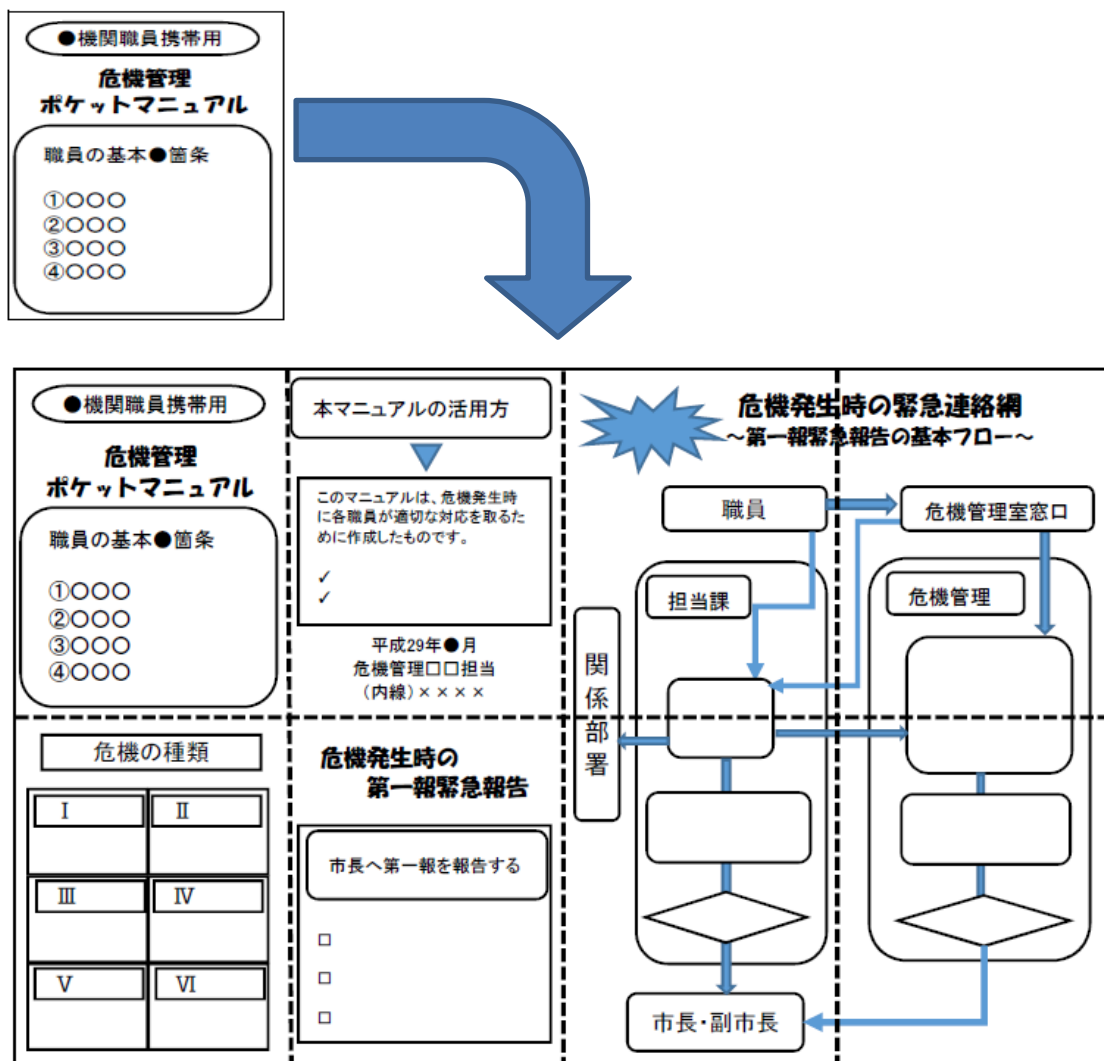 ●機関職員携帯用
危機管理
ポケットマニュアル
職員の基本●箇条
①○○○
②○○○
③○○○
④○○○
●機関職員携帯用
危機管理
ポケットマニュアル
職員の基本●箇条
①○○○
②○○○
③○○○
④○○○
本マニュアルの活用方
このマニュアルは、危機発生時
に各職員が適切な対応を取るた
めに作成したものです。
✓
✓
平成29年●月
危機管理□□担当
(内線)××××
危機発生時の緊急連絡網
~第一報緊急報告の基本フロー~
職員
危機管理室窓口
担当課
危機管理
関係部署
市長・副市長
危機の種類
Ⅰ
Ⅱ
Ⅲ
Ⅳ
Ⅴ
Ⅵ
危機発生時の
第一報緊急報告
市長へ第一報を報告する
□
□
□